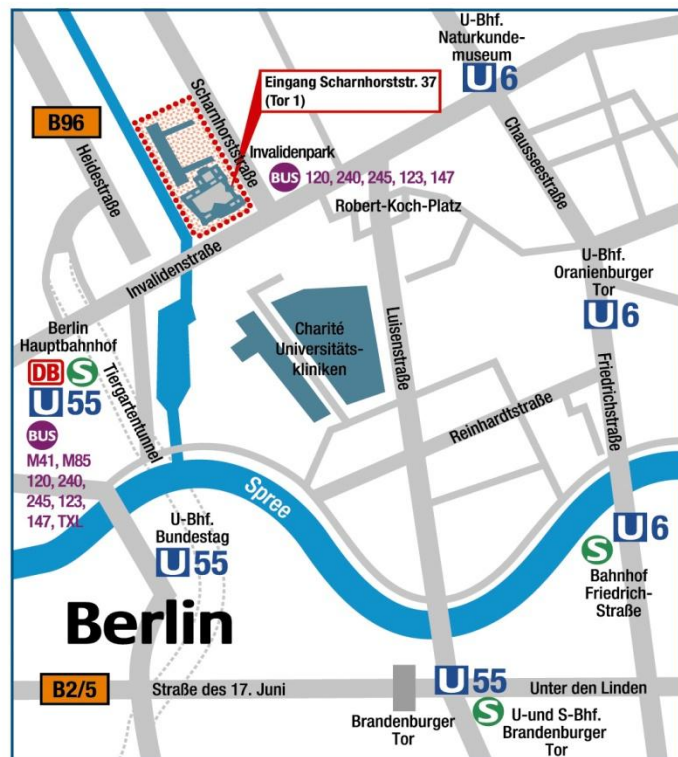 U-Bhf.
Naturkunde-
museum
U6
Eingang Scharnhorststr. 37
(Tor 1)
B96
Heidestraße
Scharnhorststraße
Chausseestraße
Invalidenpark
BUS 120, 240, 245, 123, 147
Robert-Koch-Platz
Invalidenstraße
U-Bhf.
Oranienburger
Tor
U6
Berlin
Hauptbahnhof
DB S
U55
BUS
M41, M85
120, 240,
245, 123,
147, TXL
Tiergartentunnel
Charité
Universitäts-
kliniken
Luisenstraße
Friedrichstraße
Reinhardtstraße
Spree
U-Bhf.
Bundestag
U55
U6
S
Bahnhof
Friedrich-
Straße
Berlin
B2/5
Straße des 17. Juni
U55
Unter den Linden
Brandenburger
Tor
S
U-und S-Bhf.
Brandenburger
Tor